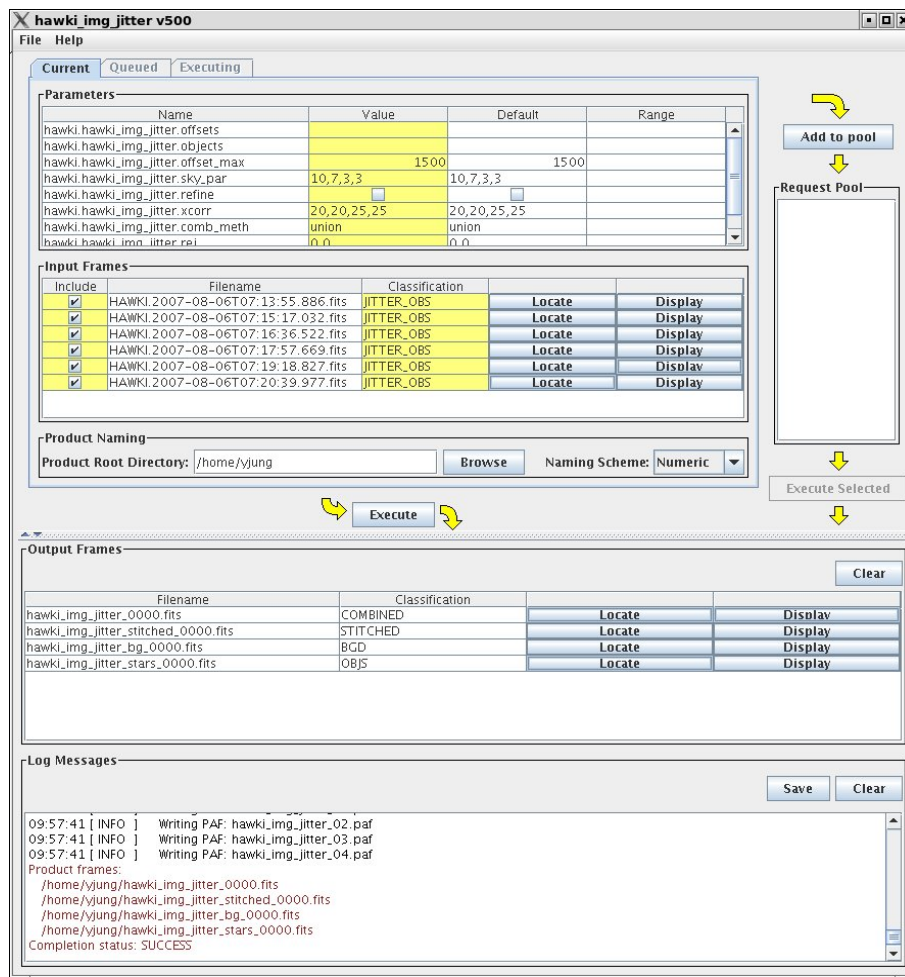 hawki_img_jitter v500
File Help
Current Queued Executing
Parameters
Name Value Default Range
hawki.hawki_img_jitter.offsets
hawki.hawki_img_jitter.objects
hawki.hawki_img_jitter.offset_max 1500 1500
hawki.hawki_img_jitter.sky_par 10,7,3,3 10,7,3,3
hawki.hawki_img_jitter.refine
hawki.hawki_img_jitter.xcorr 20,20,25,25 20,20,25,25
hawki.hawki_img_jitter.comb_meth union union
hawki.hawki_img_jitter.rej 0,0 0,0
Add to pool
Request Pool
Input Frames
Include Filename Classification
HAWKI.2007-08-06T07:13:55.886.fits JITTER_OBS Locate Display
HAWKI.2007-08-06T07:15:17.032.fits JITTER_OBS Locate Display
HAWKI.2007-08-06T07:16:36.522.fits JITTER_OBS Locate Display
HAWKI.2007-08-06T07:17:57.669.fits JITTER_OBS Locate Display
HAWKI.2007-08-06T07:19:18.827.fits JITTER_OBS Locate Display
HAWKI.2007-08-06T07:20:39.977.fits JITTER_OBS Locate Display
Product Naming
Product Root Directory: /home/yjung Browse Naming Scheme: Numeric
Execute Selected
Execute
Output Frames
Clear
Filename Classification
hawki_img_jitter_0000.fits COMBINED Locate Display
hawki_img_jitter_stitched_0000.fits STITCHED Locate Display
hawki_img_jitter_bg_0000.fits BGD Locate Display
hawki_img_jitter_stars_0000.fits OBJS Locate Display
Log Messages
Save Clear
09:57:41 [ INFO ] Writing PAF: hawki_img_jitter_02.paf
09:57:41 [ INFO ] Writing PAF: hawki_img_jitter_03.paf
09:57:41 [ INFO ] Writing PAF: hawki_img_jitter_04.paf
Product frames:
/home/yjung/hawki_img_jitter_0000.fits
/home/yjung/hawki_img_jitter_stitched_0000.fits
/home/yjung/hawki_img_jitter_bg_0000.fits
/home/yjung/hawki_img_jitter_stars_0000.fits
Completion status: SUCCESS